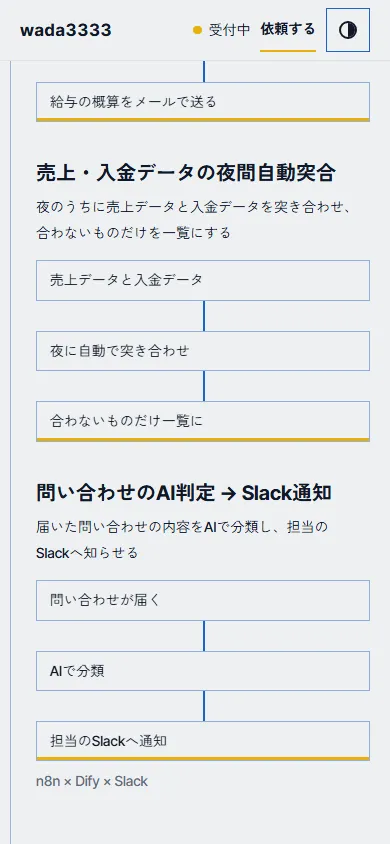 wada3333
受付中
依頼する
給与の概算をメールで送る
売上・入金データの夜間自動突合
夜のうちに売上データと入金データを突き合わせ、
合わないものだけを一覧にする
売上データと入金データ
夜に自動で突き合わせ
合わないものだけ一覧に
問い合わせのAI判定 → Slack通知
届いた問い合わせの内容をAIで分類し、担当の
Slackへ知らせる
問い合わせが届く
AIで分類
担当のSlackへ通知
n8n × Dify × Slack